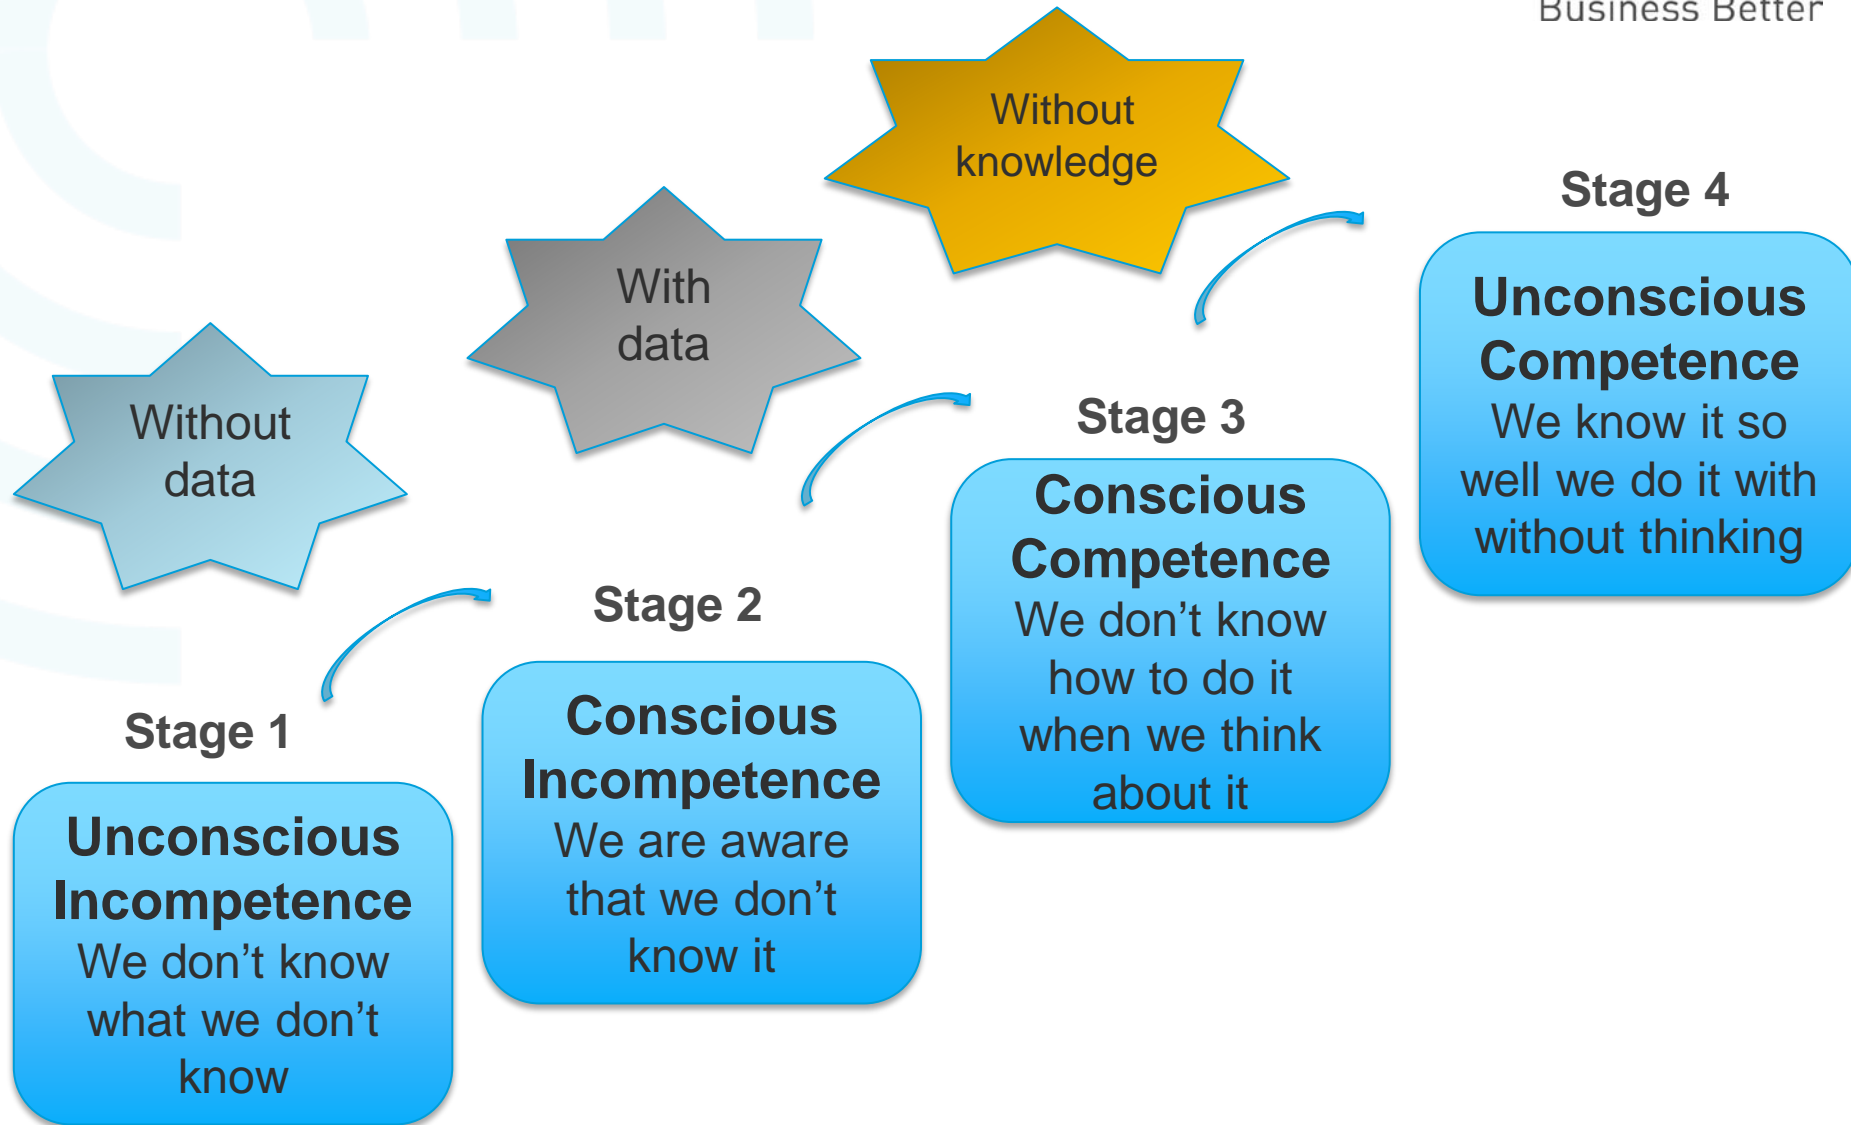 Business Better
Without
knowledge
With
data
Without
data
Stage 1
Unconscious
Incompetence
We don't know
what we don't
know
Stage 2
Conscious
Incompetence
We are aware
that we don't
know it
Stage 3
Conscious
Competence
We don't know
how to do it
when we think
about it
Stage 4
Unconscious
Competence
We know it so
well we do it with
without thinking